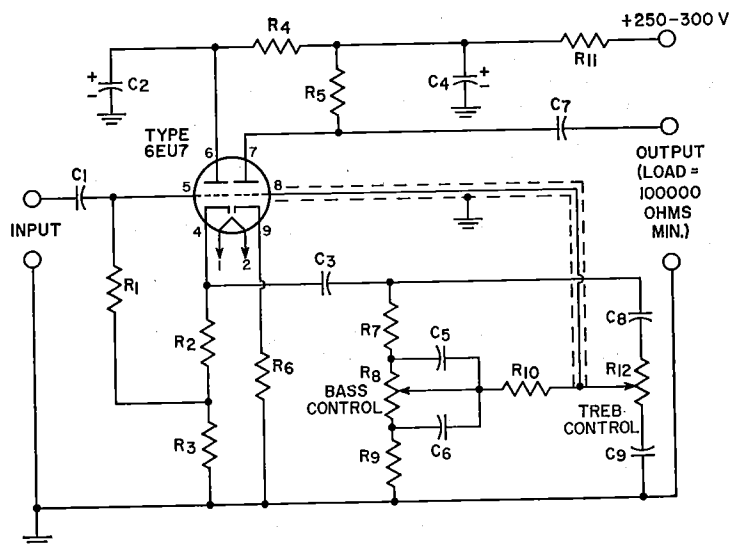 +250-300 V
R4
R11
C2
+
-
R5
C4
+
-
C7
TYPE
6EU7
6
7
OUTPUT
(LOAD =
100000
OHMS
MIN.)
C1
5
8
INPUT
4
9
1
2
C3
R1
R2
R6
R7
C5
C8
R8
BASS
CONTROL
R10
R12
TREB.
CONTROL
R3
C6
R9
C9